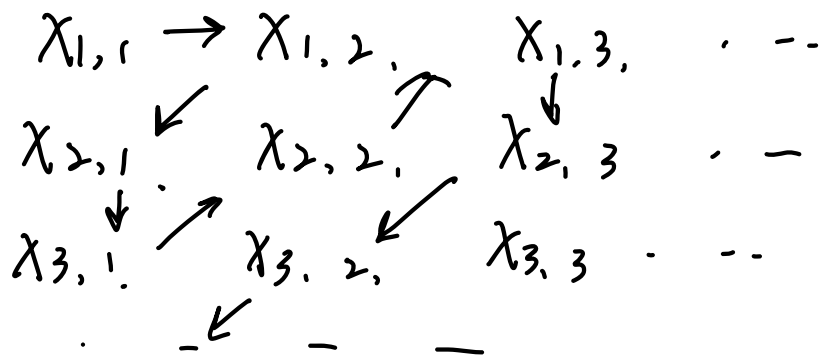 X₁,₁ → X₁,₂, X₁,₃, . - -
↙ ↗ ↓
X₂,₁. X₂,₂, X₂,₃ . —
↓ ↗ ↙
X₃,₁. X₃,₂, X₃,₃ . - -
↙
. - — —